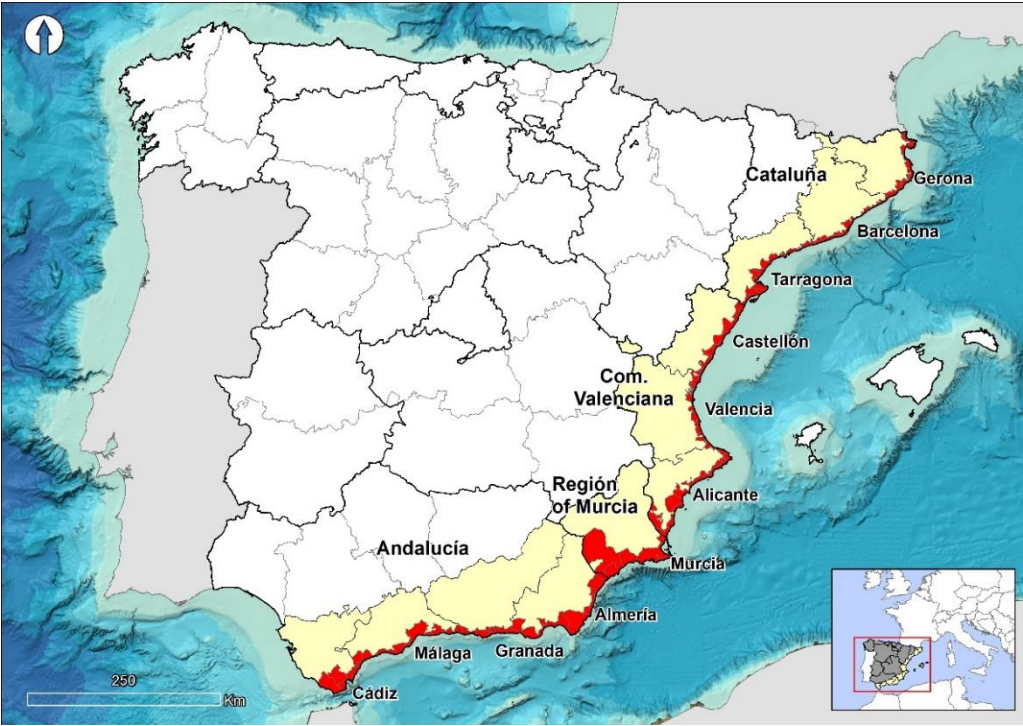 Cataluña
Gerona
Barcelona
Tarragona
Castellón
Com.
Valenciana
Valencia
Región
of Murcia
Alicante
Andalucía
Murcia
Almería
Málaga
Granada
Cádiz
250
Km